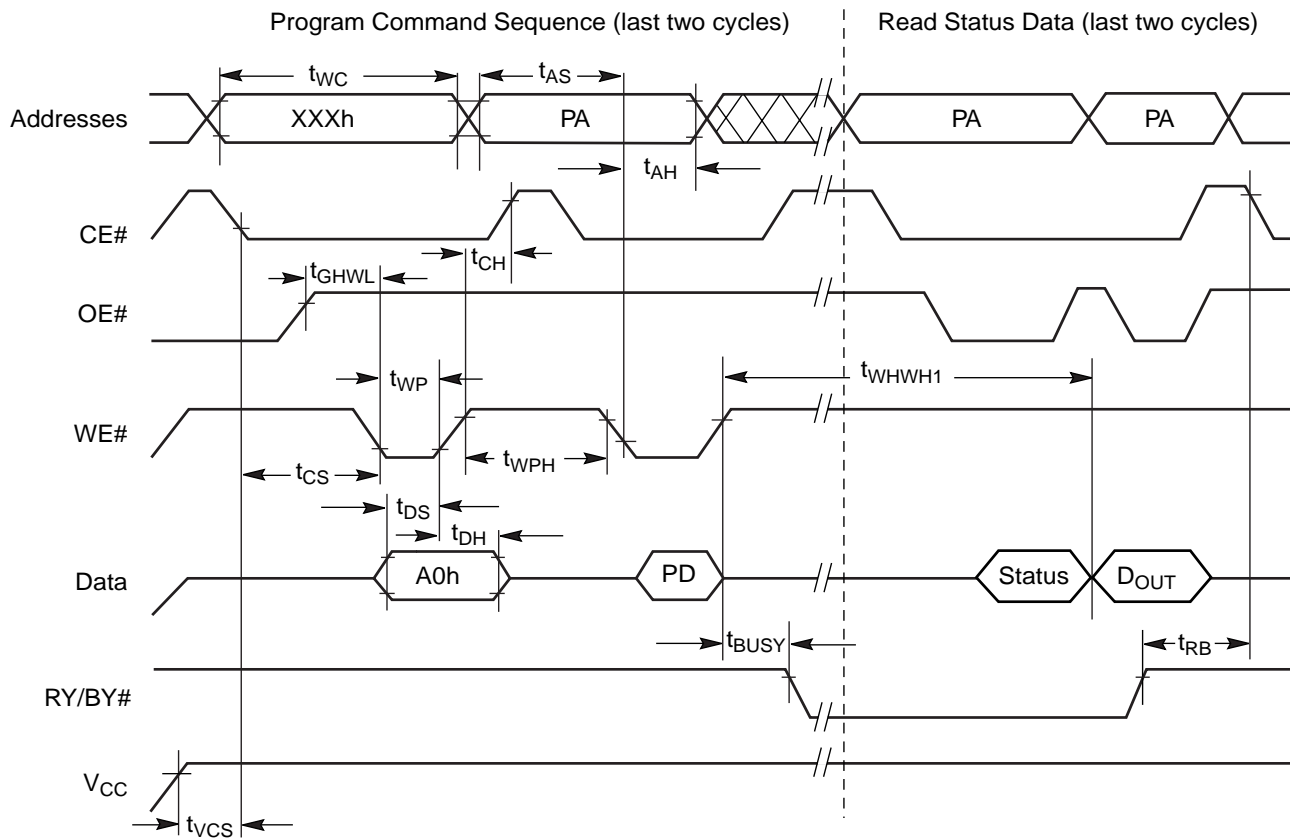 Program Command Sequence (last two cycles)
Read Status Data (last two cycles)
tWC
tAS
Addresses
XXXh
PA
PA
PA
tAH
CE#
tGHWL
tCH
OE#
tWP
tWHWH1
WE#
tCS
tWPH
tDS
tDH
Data
A0h
PD
Status
DOUT
tBUSY
tRB
RY/BY#
VCC
tVCS